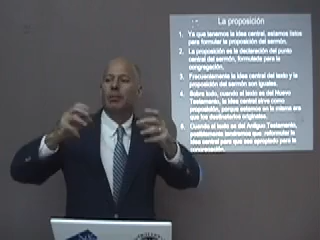 La proposición
1. Ya que tenemos la idea central, estamos listos
para formular la proposición del sermón.
2. La proposición es la declaración del punto
central del sermón, formulada para la
congregación.
3. Frecuentemente la idea central del texto y la
proposición del sermón son iguales.
4. Sobre todo, cuando el texto es del Nuevo
Testamento, la idea central sirve como
proposición, porque estamos en la misma era
que los destinatarios originales.
5. Cuando el texto es del Antiguo Testamento,
posiblemente tendremos que reformular la
idea central para que sea apropiado para la
congregación.